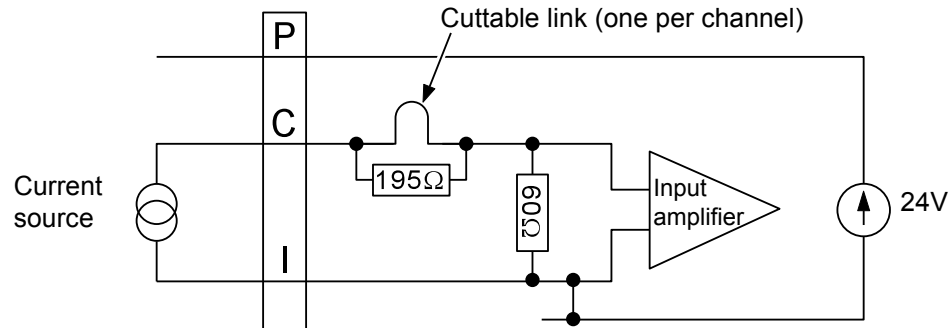 Cuttable link (one per channel)
P
C
195Ω
Current
source
60Ω
Input
amplifier
24V
I